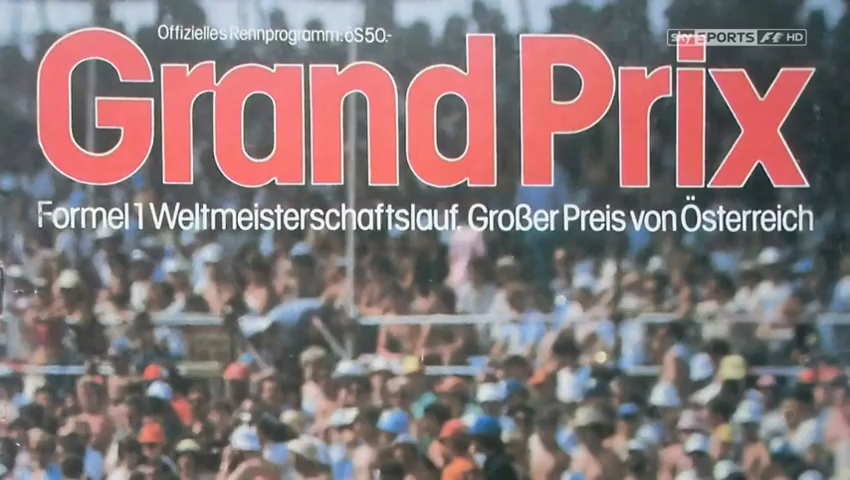 Offizielles Rennprogramm: öS 50.-
sky SPORTS F1 HD
Grand Prix
Formel 1 Weltmeisterschaftslauf. Großer Preis von Österreich